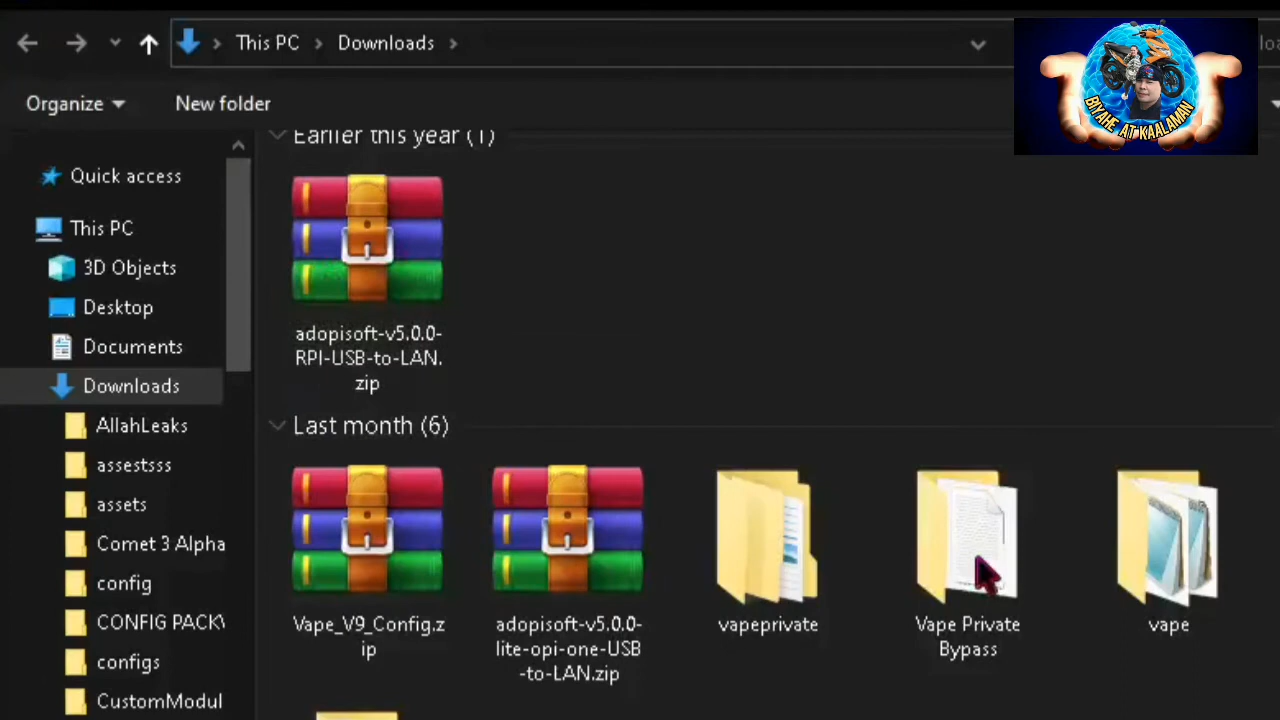 This PC
Downloads
Organize
New folder
BIYAHE AT KAALAMAN
Earlier this year (1)
Quick access
This PC
3D Objects
Desktop
Documents
Downloads
AllahLeaks
assestsss
assets
Comet 3 Alpha
config
CONFIG PACK
configs
CustomModul
adopisoft-v5.0.0-
RPI-USB-to-LAN.
zip
Last month (6)
Vape_V9_Config.z
ip
adopisoft-v5.0.0-
lite-opi-one-USB
-to-LAN.zip
vapeprivate
Vape Private
Bypass
vape